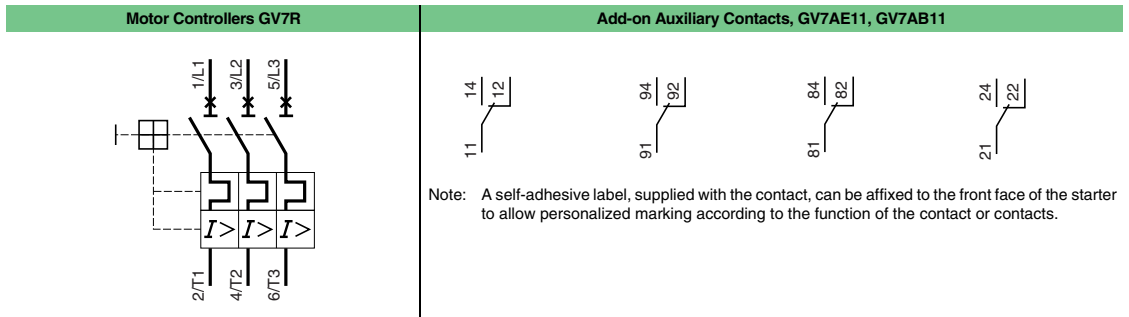 Motor Controllers GV7R
Add-on Auxiliary Contacts, GV7AE11, GV7AB11
1/L1
3/L2
5/L3
I>
I>
I>
2/T1
4/T2
6/T3
14
12
11
94
92
91
84
82
81
24
22
21
Note: A self-adhesive label, supplied with the contact, can be affixed to the front face of the starter
to allow personalized marking according to the function of the contact or contacts.